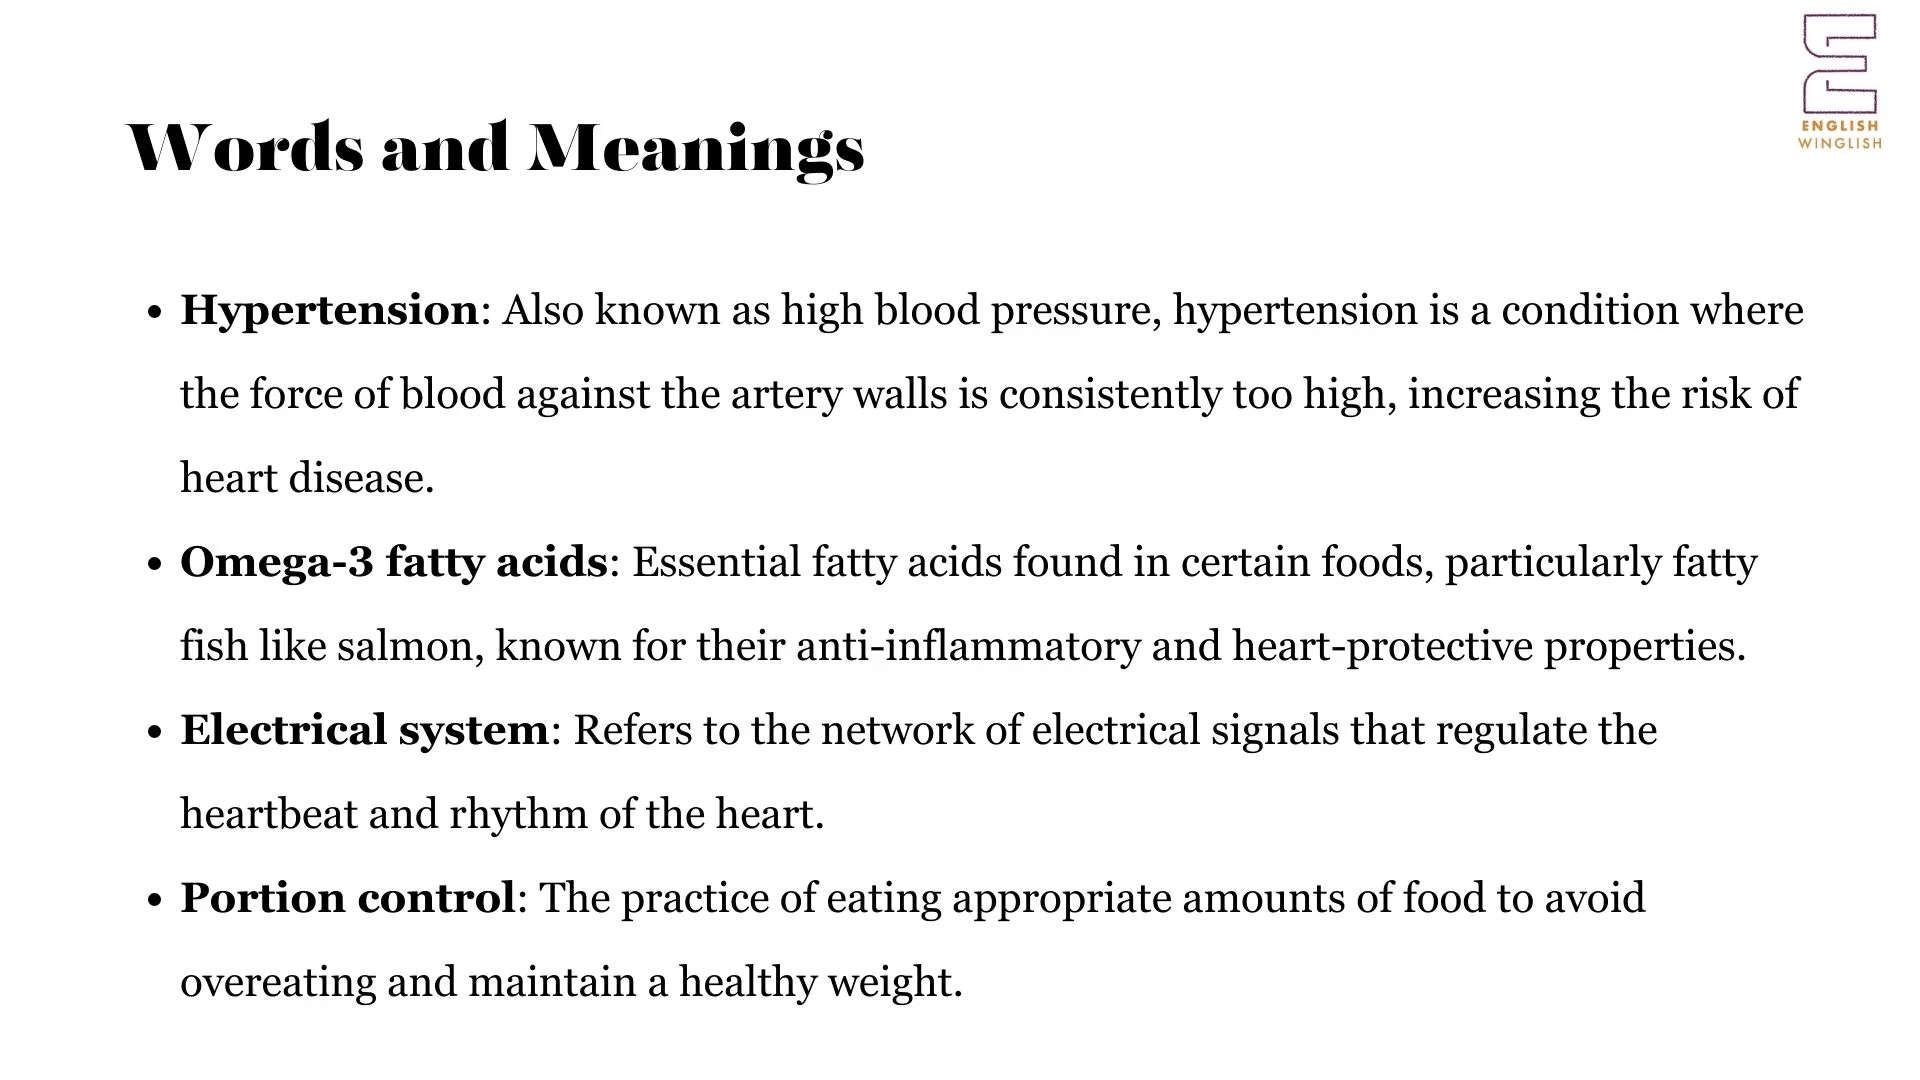 ENGLISH
WINGLISH
Words and Meanings
• Hypertension: Also known as high blood pressure, hypertension is a condition where
the force of blood against the artery walls is consistently too high, increasing the risk of
heart disease.
• Omega-3 fatty acids: Essential fatty acids found in certain foods, particularly fatty
fish like salmon, known for their anti-inflammatory and heart-protective properties.
• Electrical system: Refers to the network of electrical signals that regulate the
heartbeat and rhythm of the heart.
• Portion control: The practice of eating appropriate amounts of food to avoid
overeating and maintain a healthy weight.